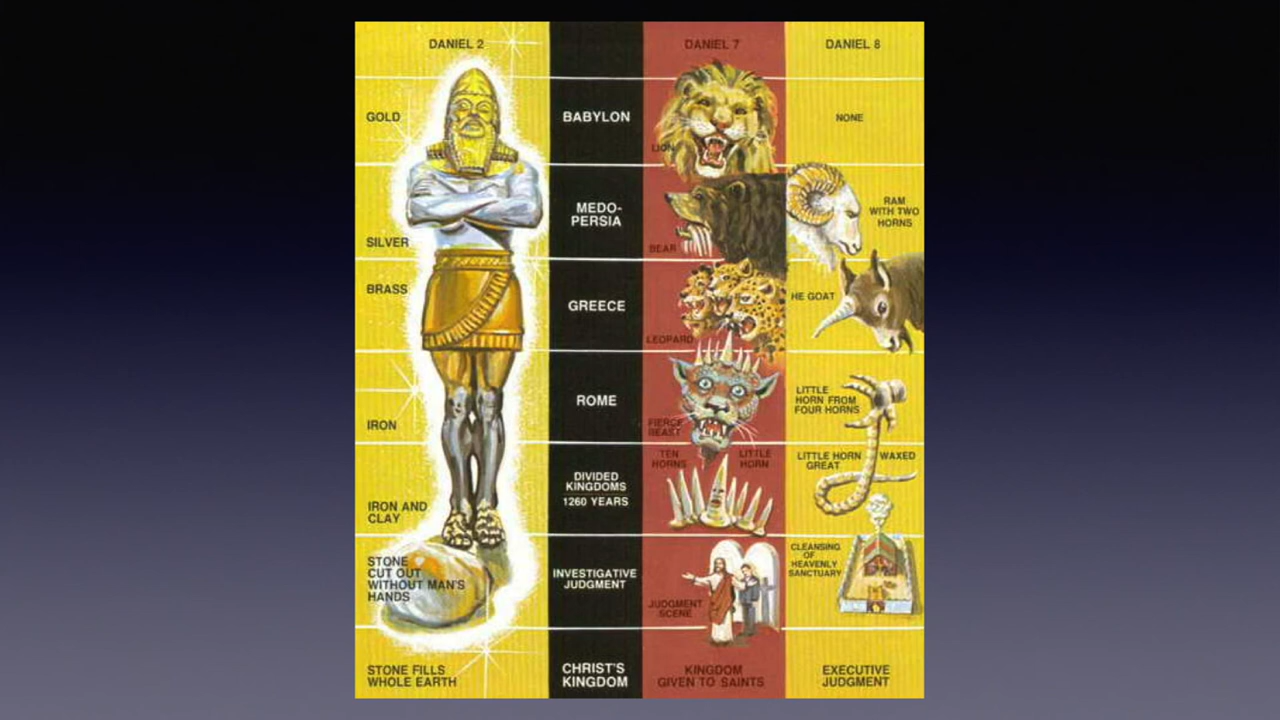 DANIEL 2
DANIEL 7
DANIEL 8
GOLD
BABYLON
LION
NONE
SILVER
MEDO-
PERSIA
BEAR
RAM
WITH TWO
HORNS
BRASS
GREECE
LEOPARD
HE GOAT
IRON
ROME
FIERCE
BEAST
LITTLE
HORN FROM
FOUR HORNS
IRON AND
CLAY
DIVIDED
KINGDOMS
1260 YEARS
TEN
HORNS
LITTLE
HORN
LITTLE HORN WAXED
GREAT
STONE
CUT OUT
WITHOUT MAN'S
HANDS
INVESTIGATIVE
JUDGMENT
JUDGMENT
SCENE
CLEANSING
OF
HEAVENLY
SANCTUARY
STONE FILLS
WHOLE EARTH
CHRIST'S
KINGDOM
KINGDOM
GIVEN TO SAINTS
EXECUTIVE
JUDGMENT